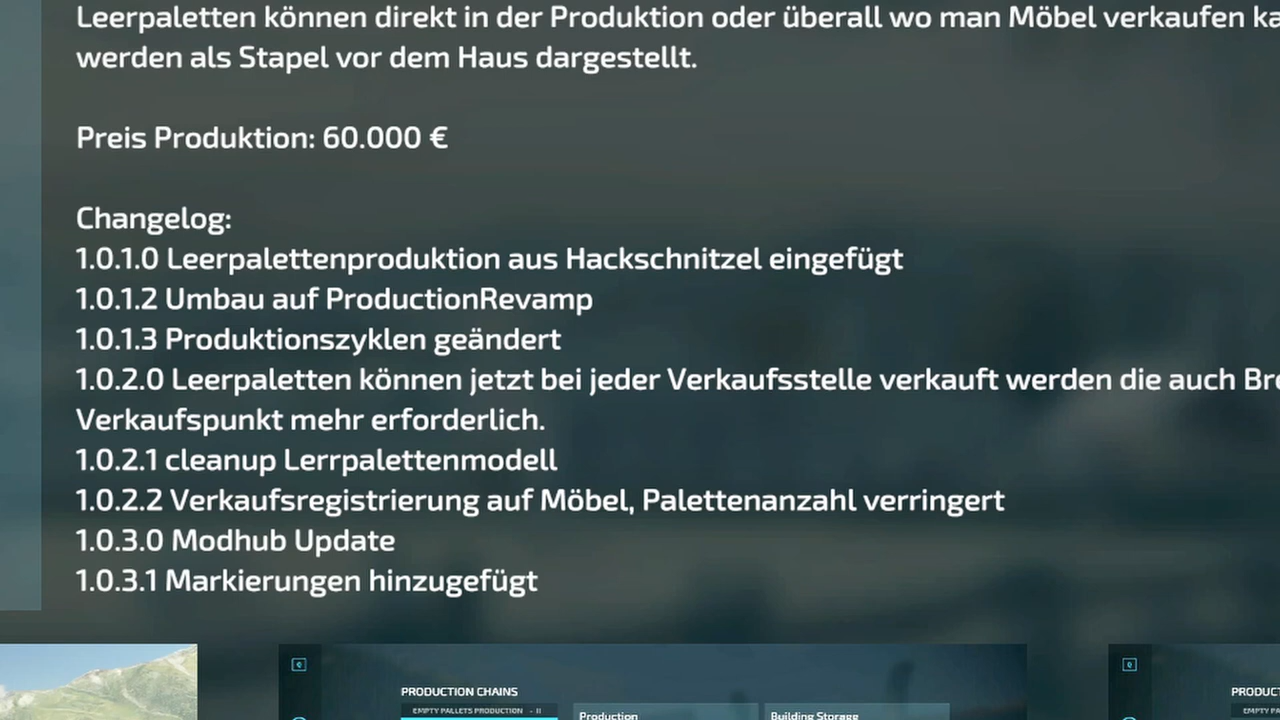 Leerpaletten können direkt in der Produktion oder überall wo man Möbel verkaufen
werden als Stapel vor dem Haus dargestellt.
Preis Produktion: 60.000 €
Changelog:
1.0.1.0 Leerpalettenproduktion aus Hackschnitzel eingefügt
1.0.1.2 Umbau auf ProductionRevamp
1.0.1.3 Produktionszyklen geändert
1.0.2.0 Leerpaletten können jetzt bei jeder Verkaufsstelle verkauft werden die auch
Verkaufspunkt mehr erforderlich.
1.0.2.1 cleanup Lerrpalettenmodell
1.0.2.2 Verkaufsregistrierung auf Möbel, Palettenanzahl verringert
1.0.3.0 Modhub Update
1.0.3.1 Markierungen hinzugefügt
PRODUCTION CHAINS
EMPTY PALLETS PRODUCTION - II
Production
Building Storage